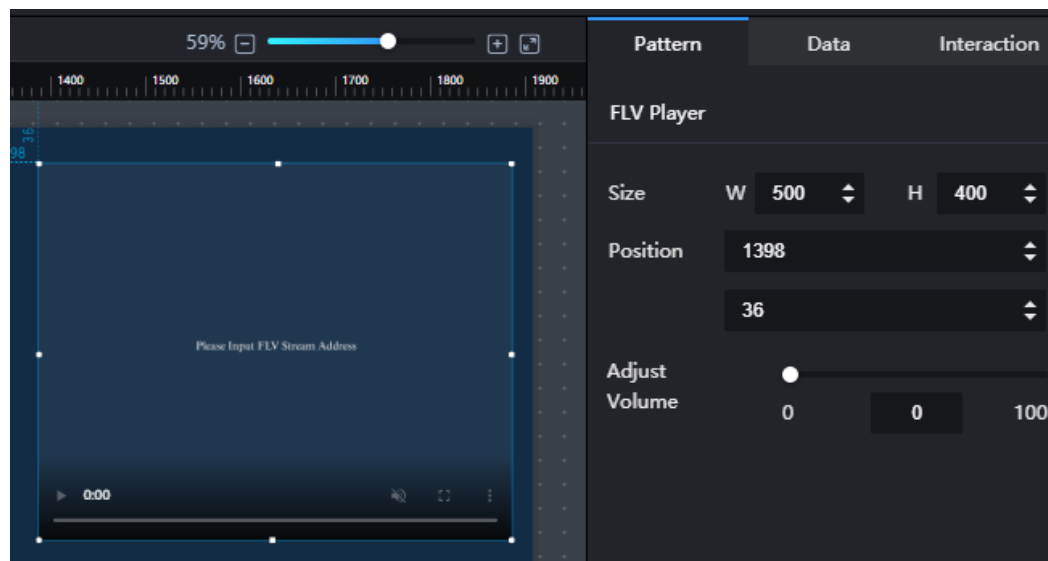 59%
Pattern Data Interaction
1400 1500 1600 1700 1800 1900
FLV Player
36
98
Size W 500 H 400
Position 1398
36
Please Input FLV Stream Address
Adjust
Volume
0 0 100
0:00